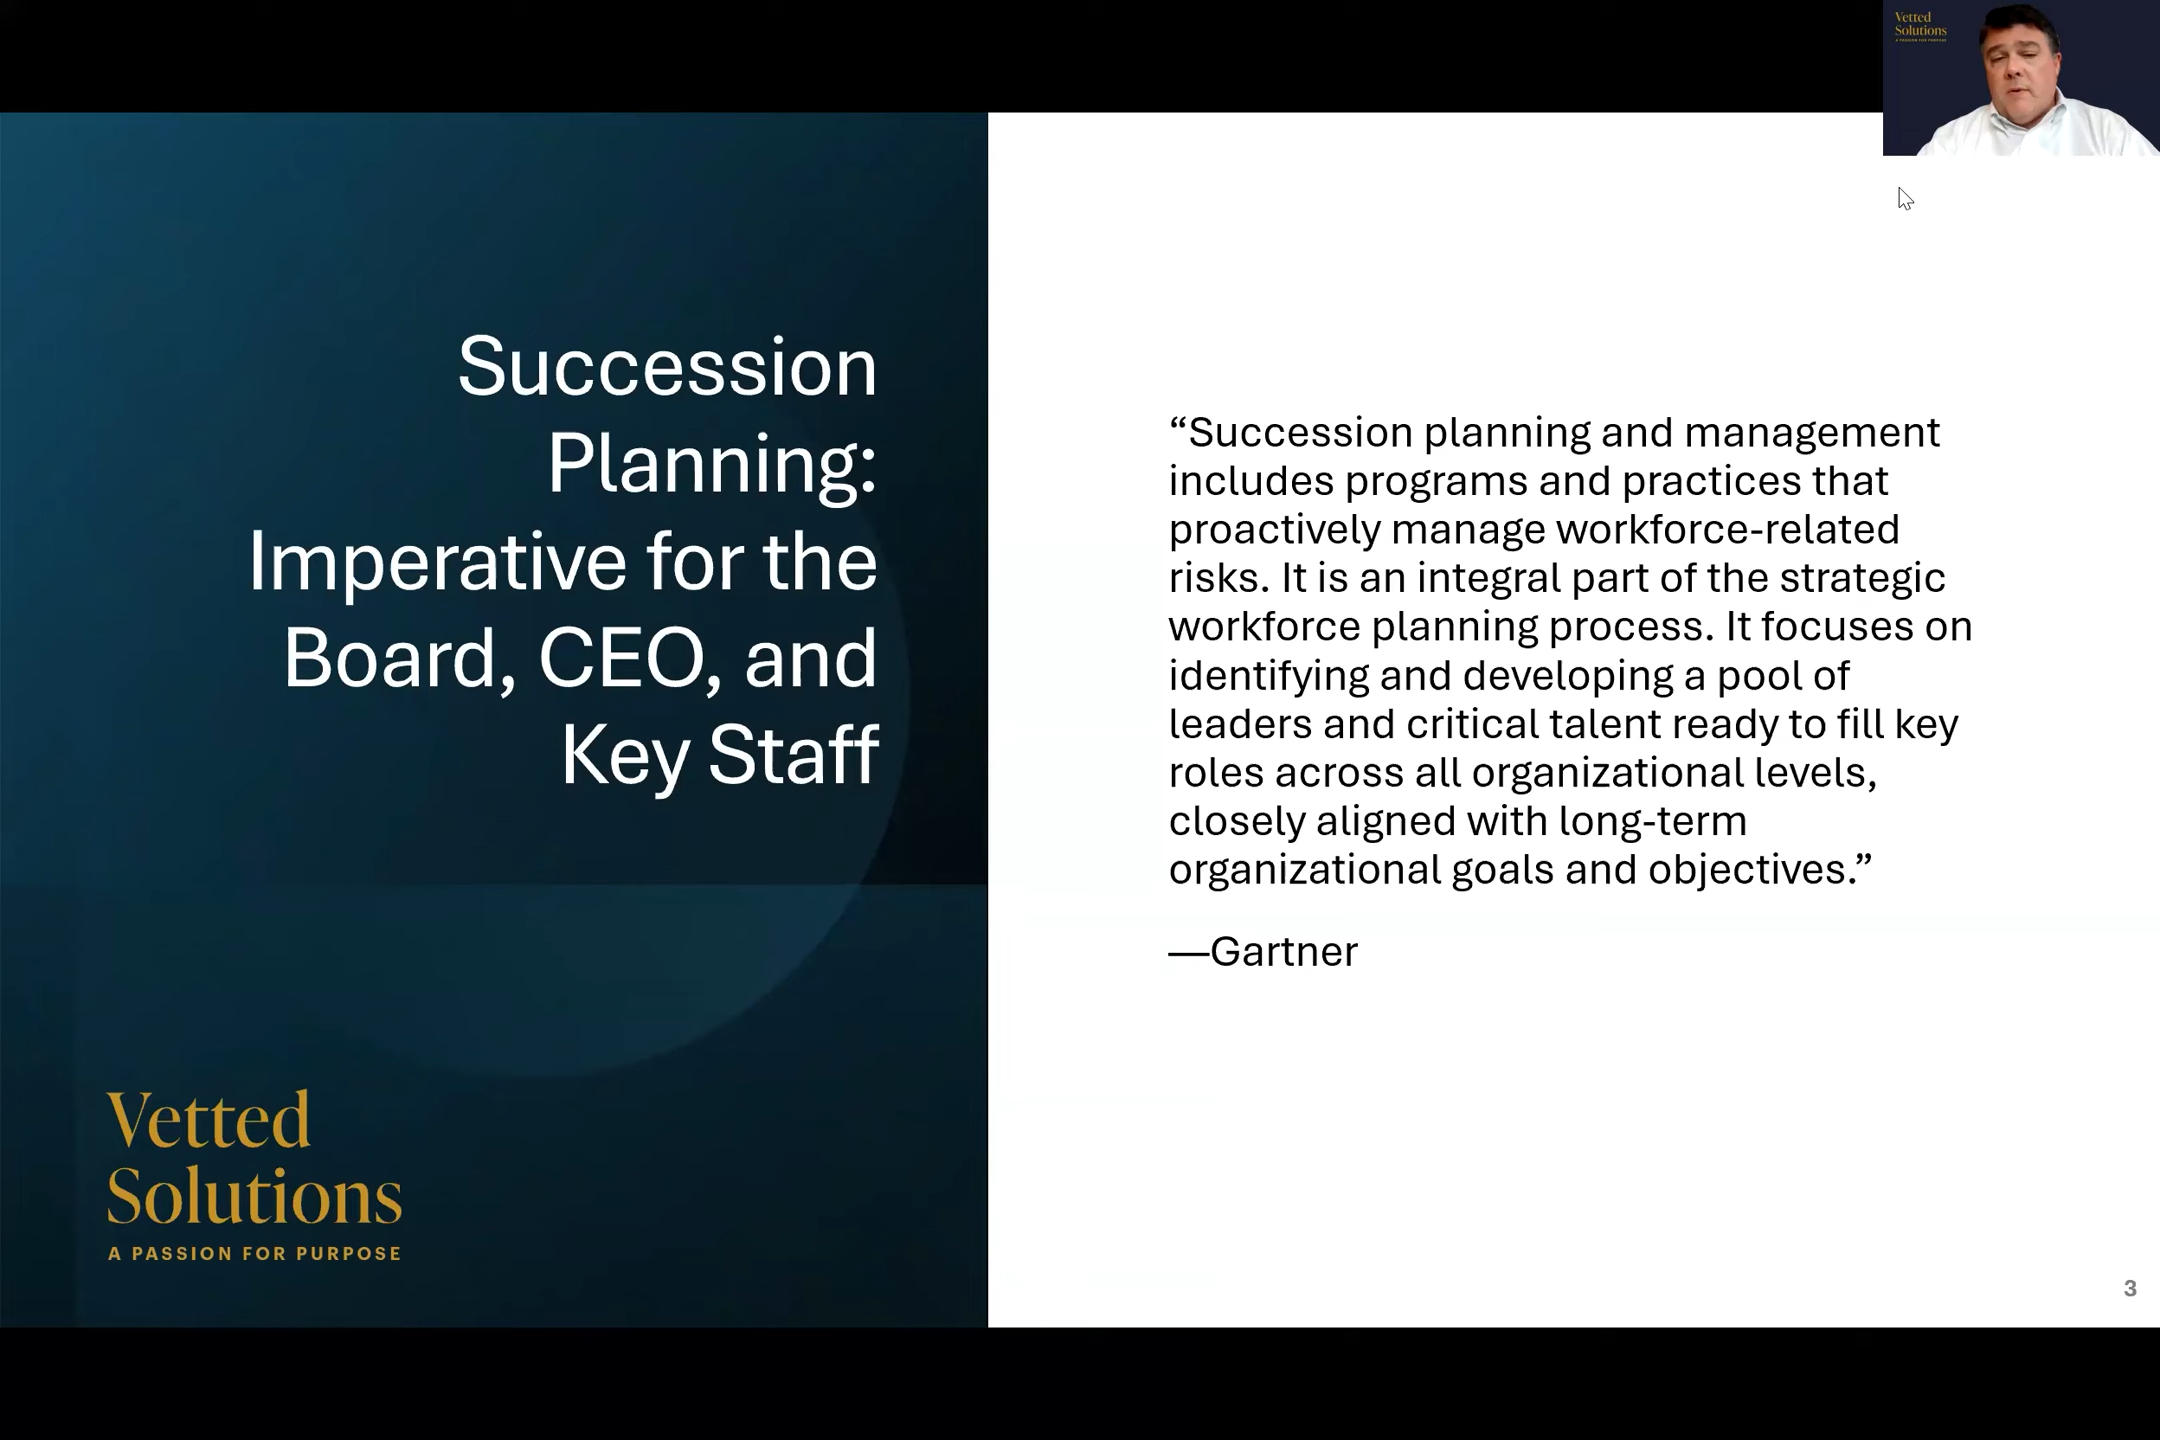 Vetted
Solutions
A PASSION FOR PURPOSE
Succession
Planning:
Imperative for the
Board, CEO, and
Key Staff
“Succession planning and management
includes programs and practices that
proactively manage workforce-related
risks. It is an integral part of the strategic
workforce planning process. It focuses on
identifying and developing a pool of
leaders and critical talent ready to fill key
roles across all organizational levels,
closely aligned with long-term
organizational goals and objectives.”
—Gartner
Vetted
Solutions
A PASSION FOR PURPOSE
3